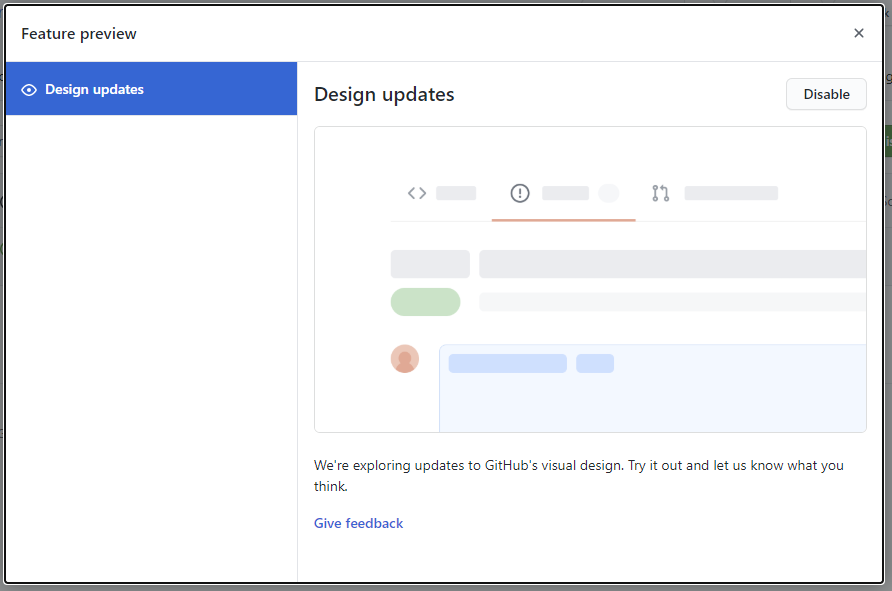 Feature preview
Design updates
Design updates
Disable
We're exploring updates to GitHub's visual design. Try it out and let us know what you
think.
Give feedback